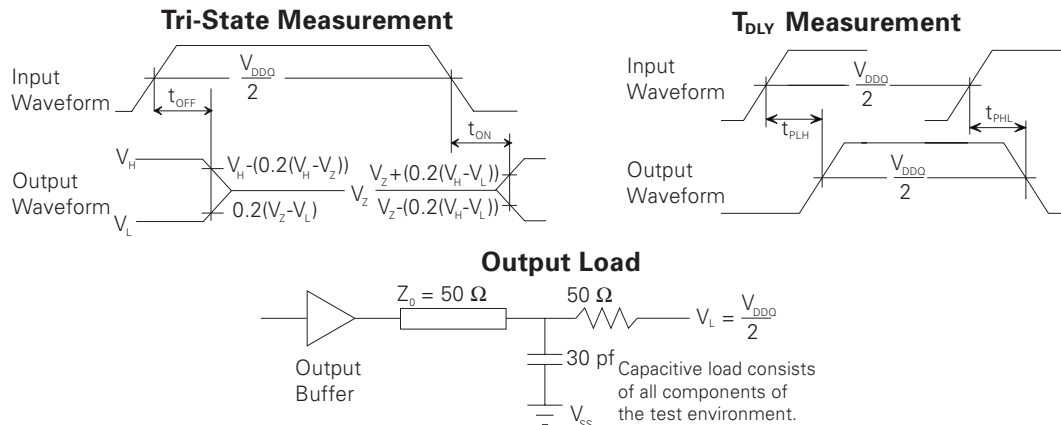 Tri-State Measurement
Input
Waveform
V_DDQ
2
t_OFF
t_ON
V_H
V_H-(0.2(V_H-V_Z))
V_Z+(0.2(V_H-V_L))
Output
Waveform
V_Z
V_Z-(0.2(V_H-V_L))
V_L
0.2(V_Z-V_L)
T_DLY Measurement
Input
Waveform
V_DDQ
2
t_PLH
t_PHL
Output
Waveform
V_DDQ
2
Output Load
Z_0 = 50 Ω
50 Ω
V_L = V_DDQ
2
Output
Buffer
30 pf
Capacitive load consists
of all components of
the test environment.
V_SS